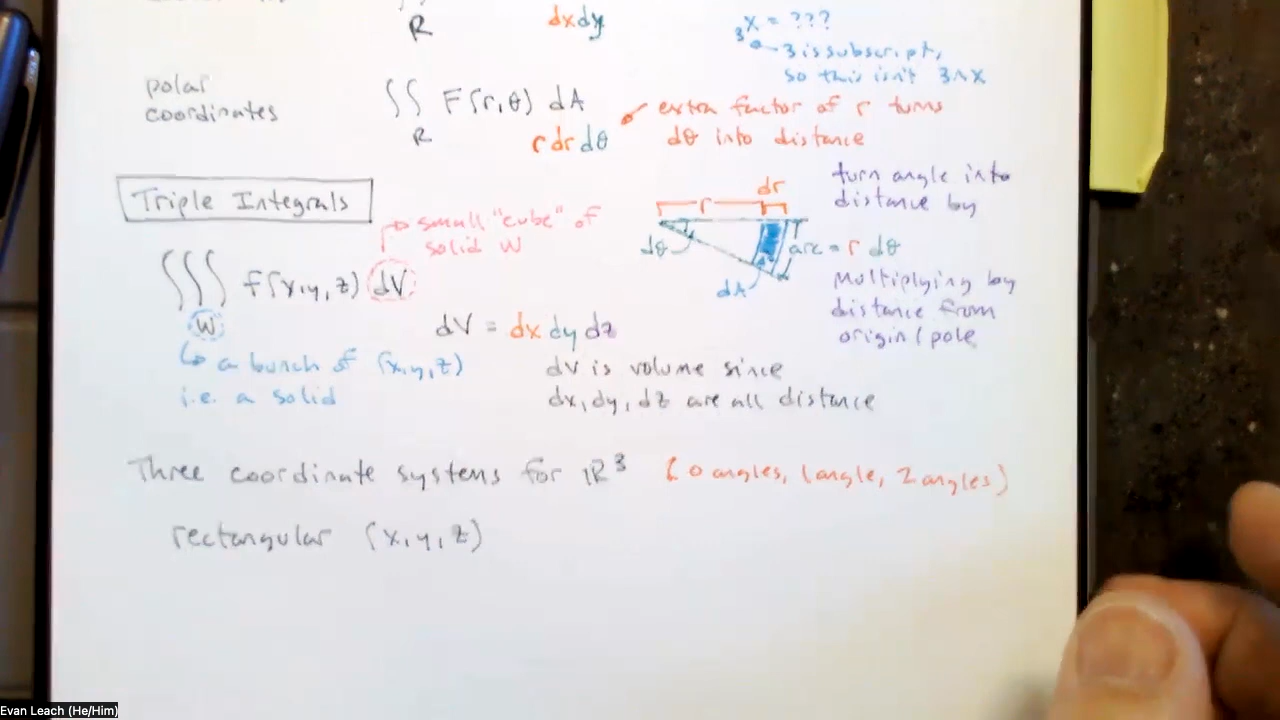 R
dxdy
₃X = ???
3 is subscript,
so this isn't 3^X
polar
coordinates
∬ F(r,θ) dA
R
r dr dθ
extra factor of r turns
dθ into distance
Triple Integrals
small "cube" of
solid W
∭ f(x,y,z) dV
W
a bunch of (x,y,z)
i.e. a solid
dV = dx dy dz
dV is volume since
dx, dy, dz are all distance
dr
r
dθ
arc = r dθ
dA
turn angle into
distance by
multiplying by
distance from
origin/pole
Three coordinate systems for ℝ³ (0 angles, 1 angle, 2 angles)
rectangular (x,y,z)
Evan Leach (He/Him)